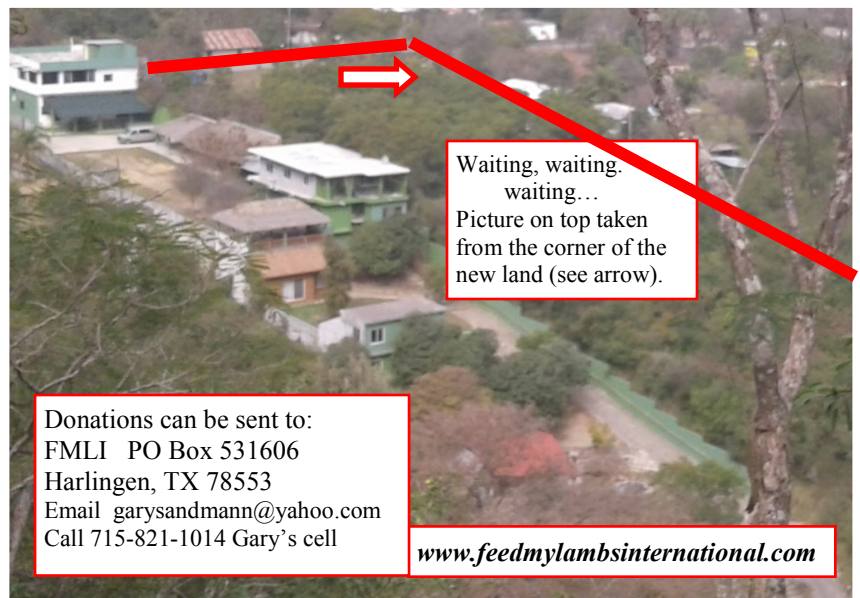 Waiting, waiting.
waiting…
Picture on top taken
from the corner of the
new land (see arrow).
Donations can be sent to:
FMLI PO Box 531606
Harlingen, TX 78553
Email garysandmann@yahoo.com
Call 715-821-1014 Gary’s cell
www.feedmylambsinternational.com